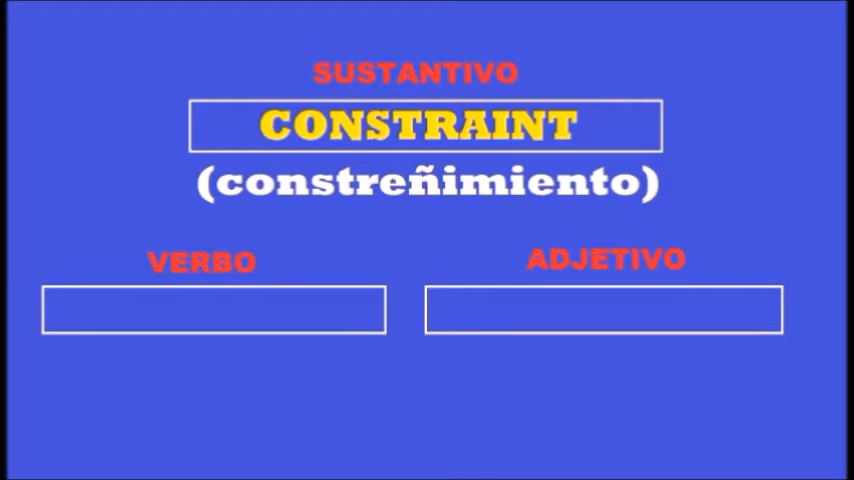 SUSTANTIVO
CONSTRAINT
(constreñimiento)
VERBO
ADJETIVO